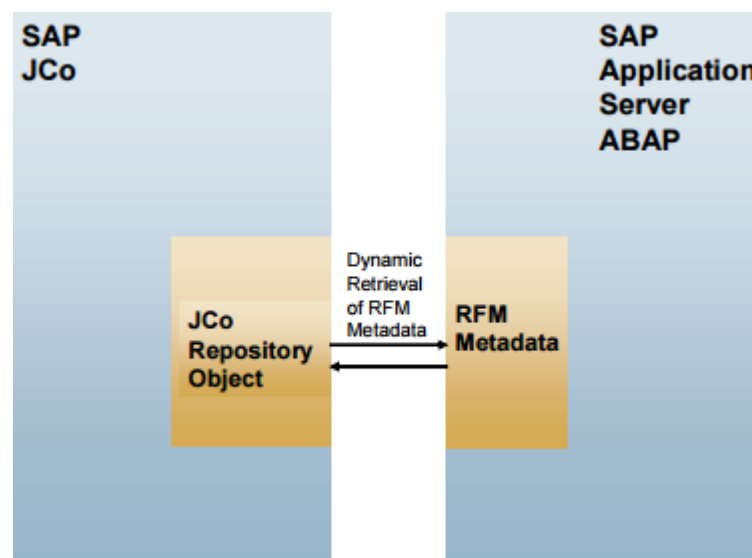 SAP
JCo
SAP
Application
Server
ABAP
Dynamic
Retrieval
of RFM
Metadata
JCo
Repository
Object
RFM
Metadata